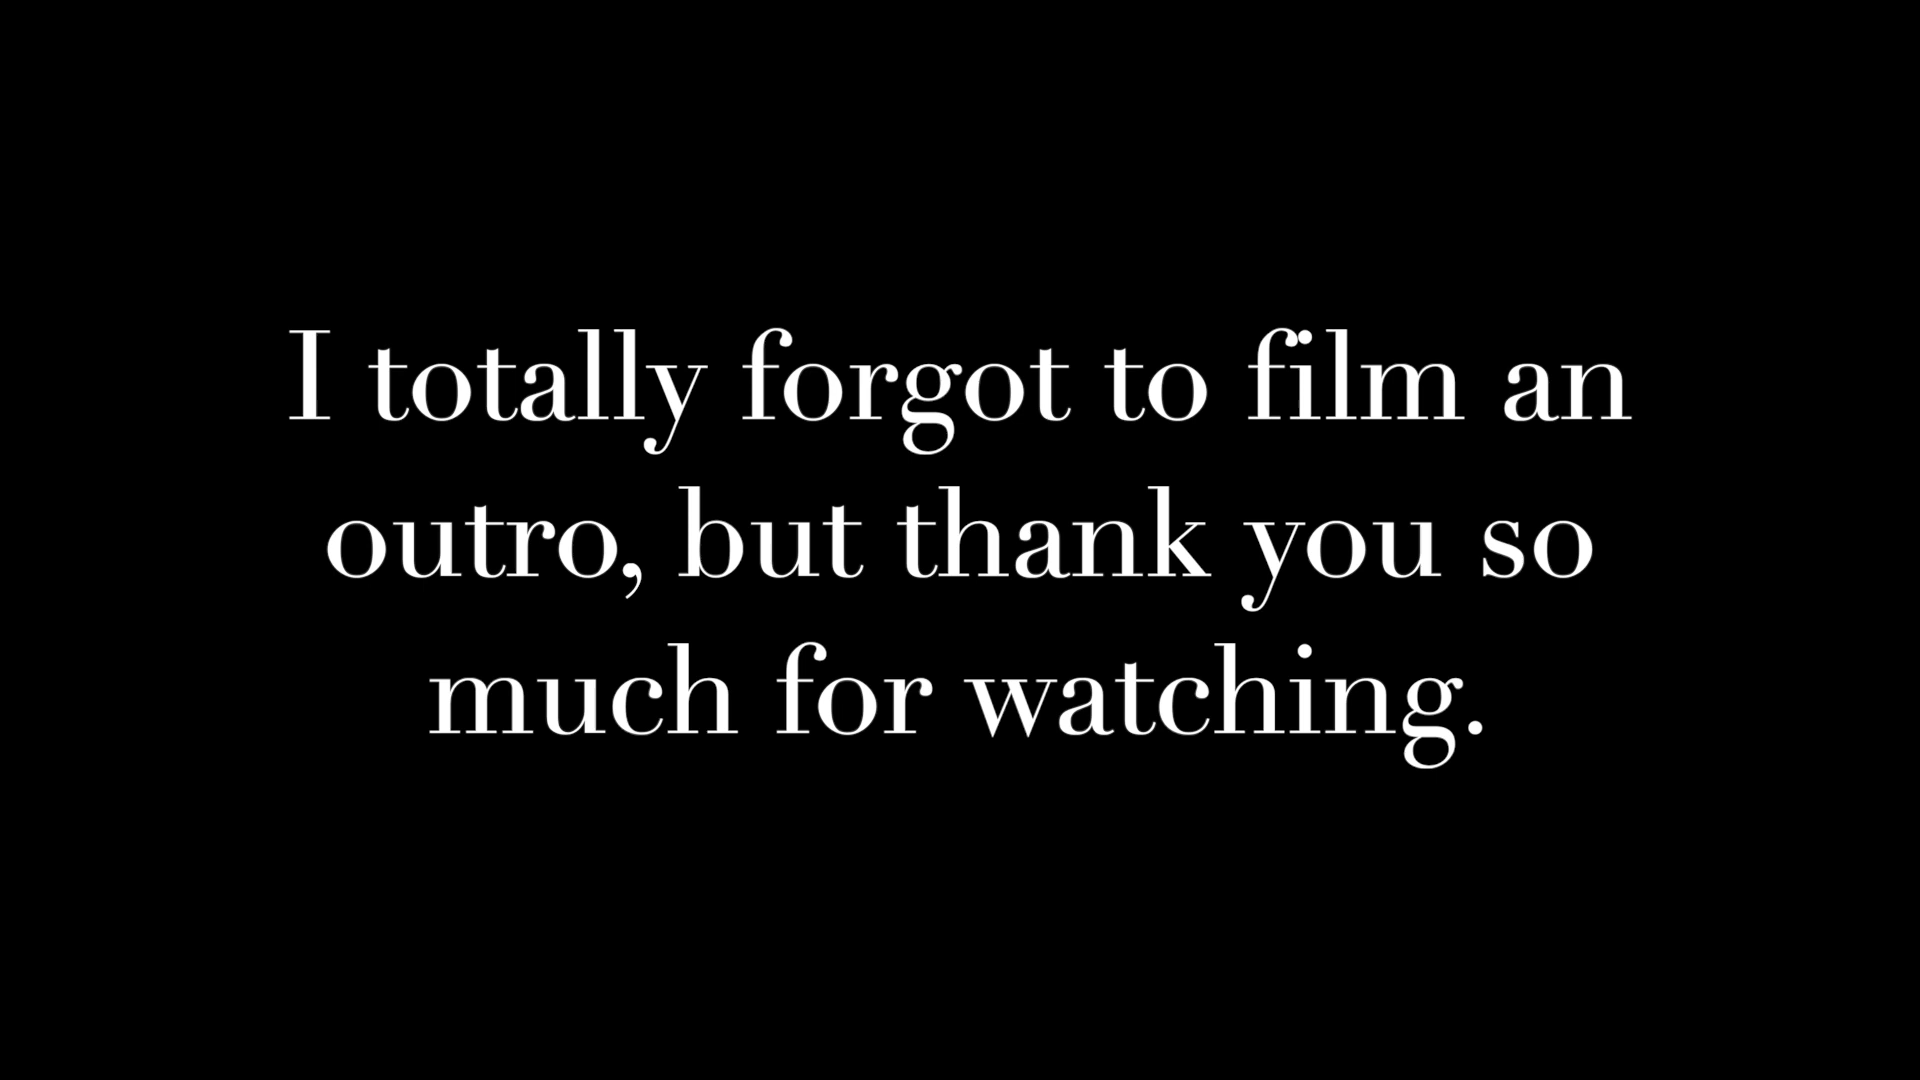 I totally forgot to film an
outro, but thank you so
much for watching.